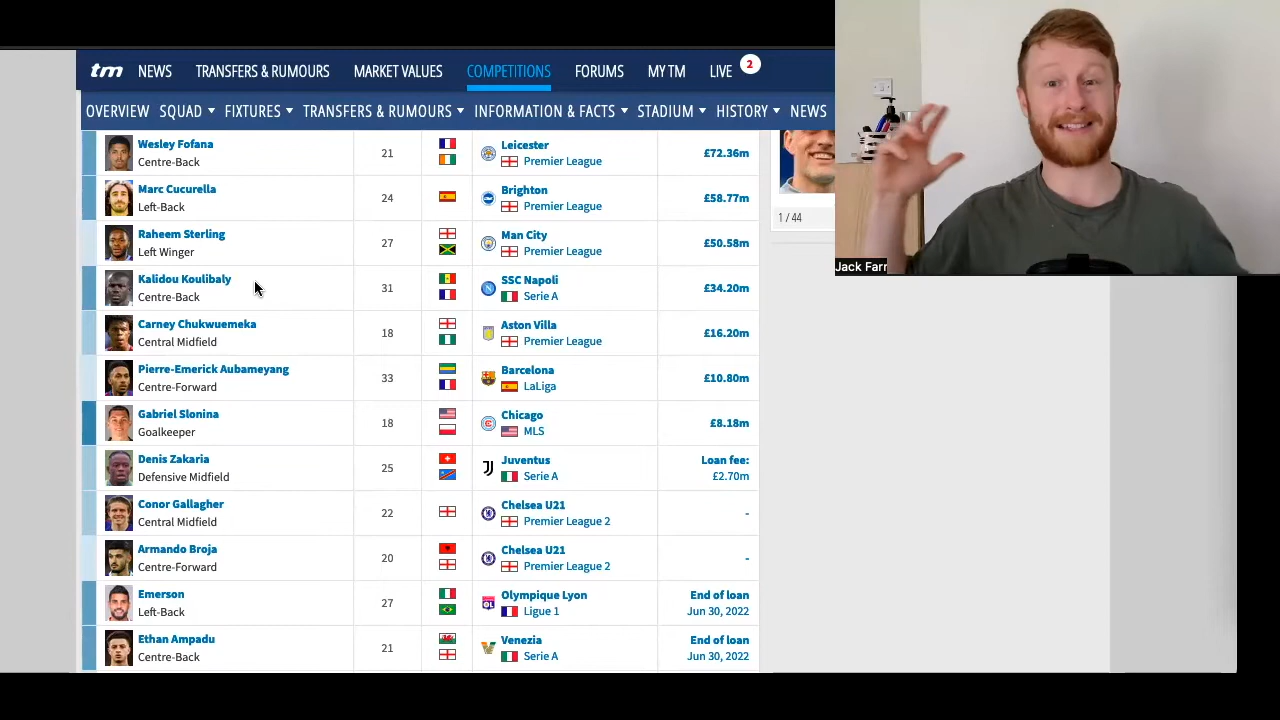 tm NEWS TRANSFERS & RUMOURS MARKET VALUES COMPETITIONS FORUMS MY TM LIVE 2
OVERVIEW SQUAD FIXTURES TRANSFERS & RUMOURS INFORMATION & FACTS STADIUM HISTORY NEWS
Wesley Fofana
Centre-Back
21
Leicester
Premier League
£72.36m
Marc Cucurella
Left-Back
24
Brighton
Premier League
£58.77m
Raheem Sterling
Left Winger
27
Man City
Premier League
£50.58m
Kalidou Koulibaly
Centre-Back
31
SSC Napoli
Serie A
£34.20m
Carney Chukwuemeka
Central Midfield
18
Aston Villa
Premier League
£16.20m
Pierre-Emerick Aubameyang
Centre-Forward
33
Barcelona
LaLiga
£10.80m
Gabriel Slonina
Goalkeeper
18
Chicago
MLS
£8.18m
Denis Zakaria
Defensive Midfield
25
Juventus
Serie A
Loan fee:
£2.70m
Conor Gallagher
Central Midfield
22
Chelsea U21
Premier League 2
-
Armando Broja
Centre-Forward
20
Chelsea U21
Premier League 2
-
Emerson
Left-Back
27
Olympique Lyon
Ligue 1
End of loan
Jun 30, 2022
Ethan Ampadu
Centre-Back
21
Venezia
Serie A
End of loan
Jun 30, 2022
1 / 44
Jack Farr